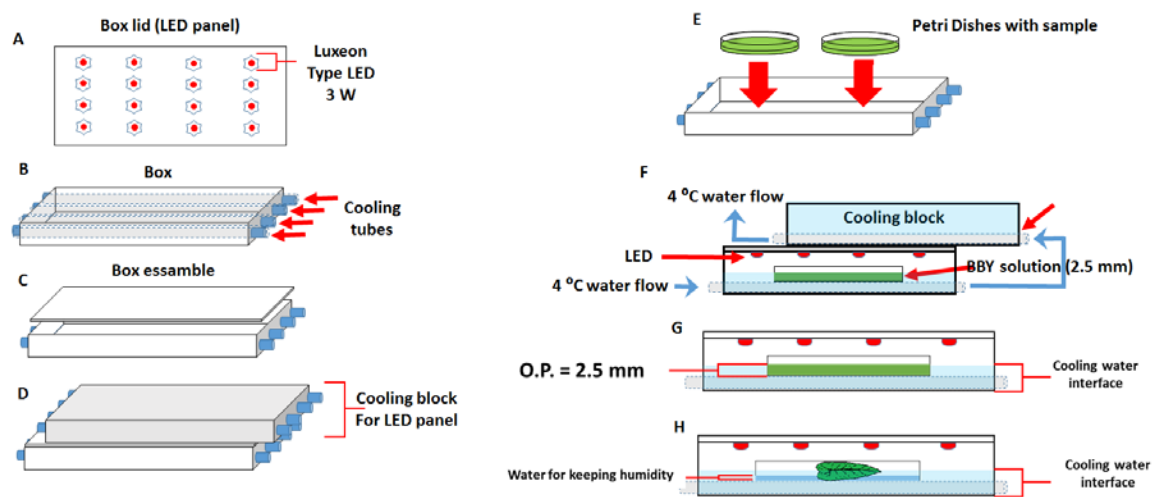 A
Box lid (LED panel)
Luxeon
Type LED
3 W
B
Box
Cooling
tubes
Box essamble
C
D
Cooling block
For LED panel
E
Petri Dishes with sample
F
4 ⁰C water flow
Cooling block
LED
BBY solution (2.5 mm)
4 ⁰C water flow
G
O.P. = 2.5 mm
Cooling water
interface
H
Water for keeping humidity
Cooling water
interface